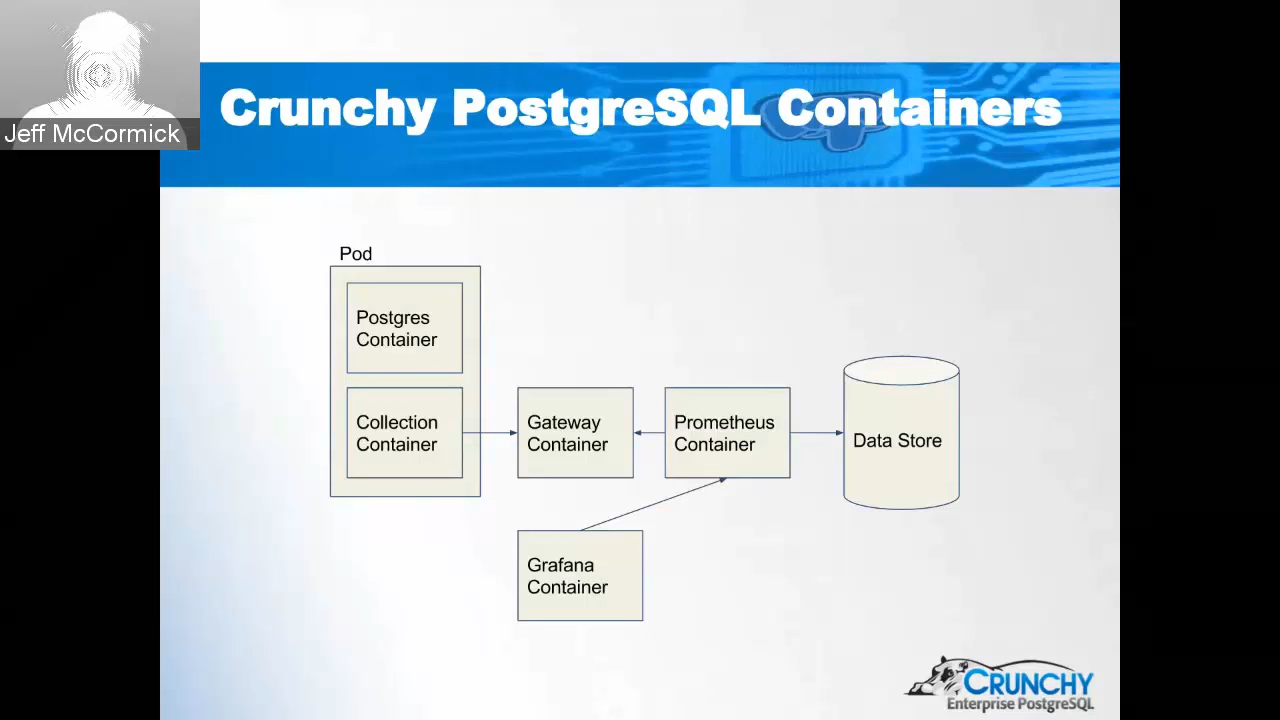 Jeff McCormick
Crunchy PostgreSQL Containers
Pod
Postgres
Container
Collection
Container
Gateway
Container
Prometheus
Container
Data Store
Grafana
Container
CRUNCHY
Enterprise PostgreSQL